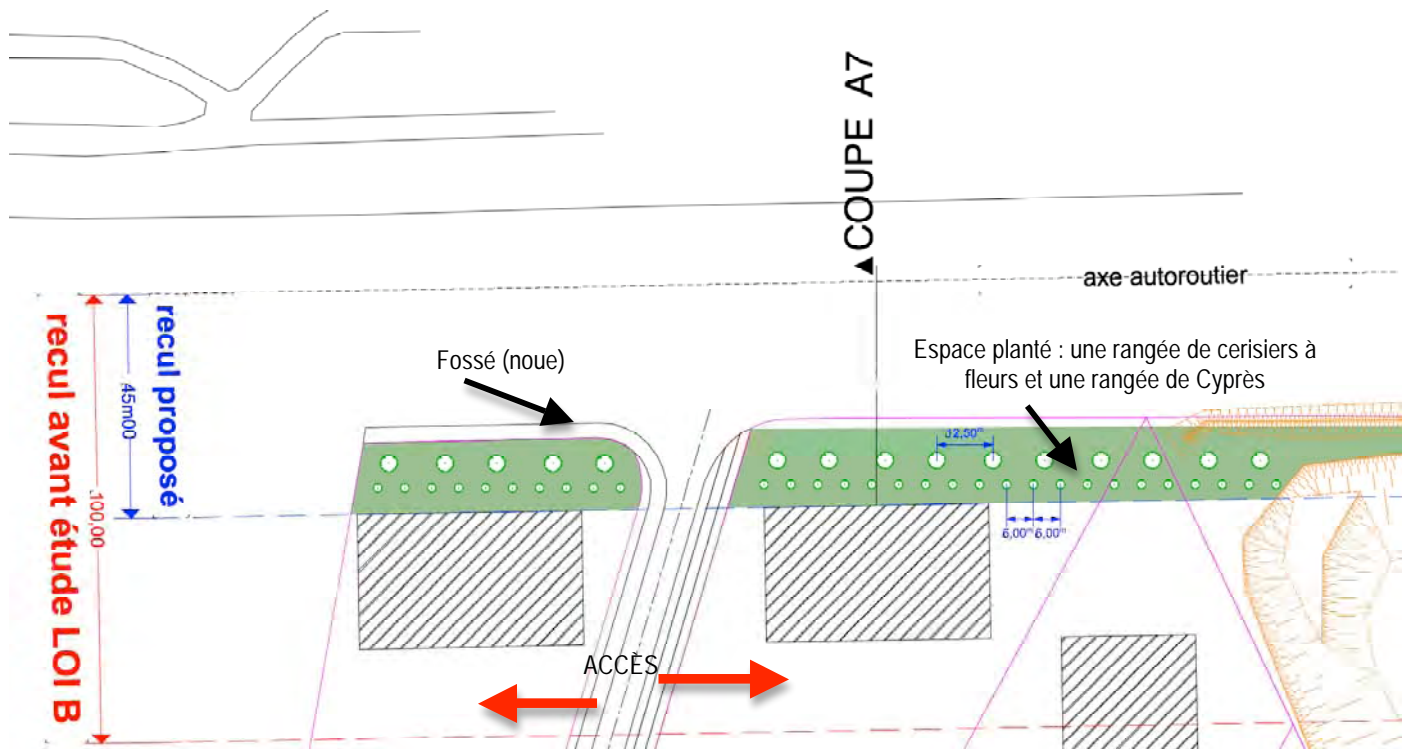 COUPE A7
axe autoroutier
recul proposé
45m00
recul avant étude LOI B
100,00
Fossé (noue)
Espace planté : une rangée de cerisiers à
fleurs et une rangée de Cyprès
12,50m
6,00m 6,00m
ACCÈS